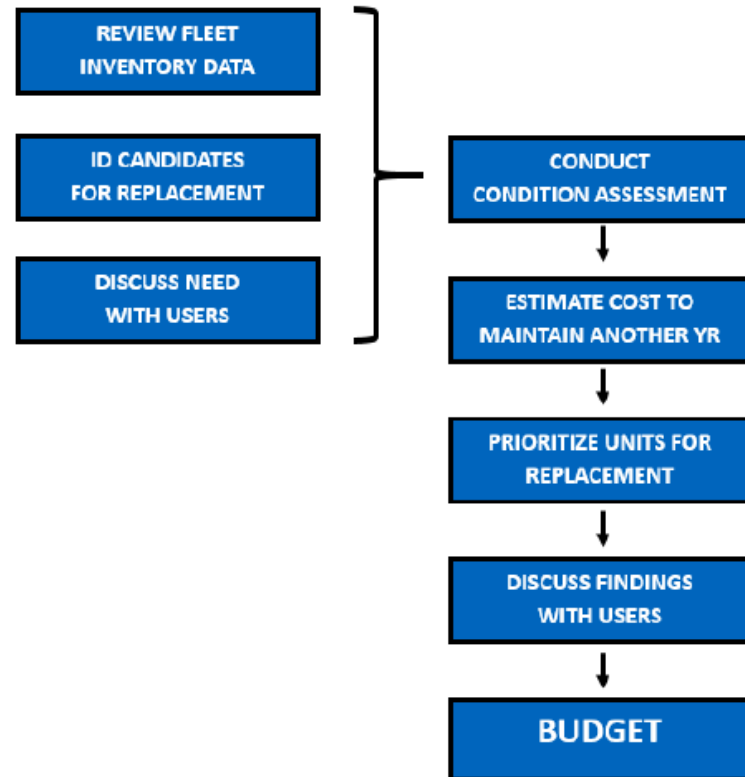 REVIEW FLEET
INVENTORY DATA
ID CANDIDATES
FOR REPLACEMENT
DISCUSS NEED
WITH USERS
CONDUCT
CONDITION ASSESSMENT
ESTIMATE COST TO
MAINTAIN ANOTHER YR
PRIORITIZE UNITS FOR
REPLACEMENT
DISCUSS FINDINGS
WITH USERS
BUDGET